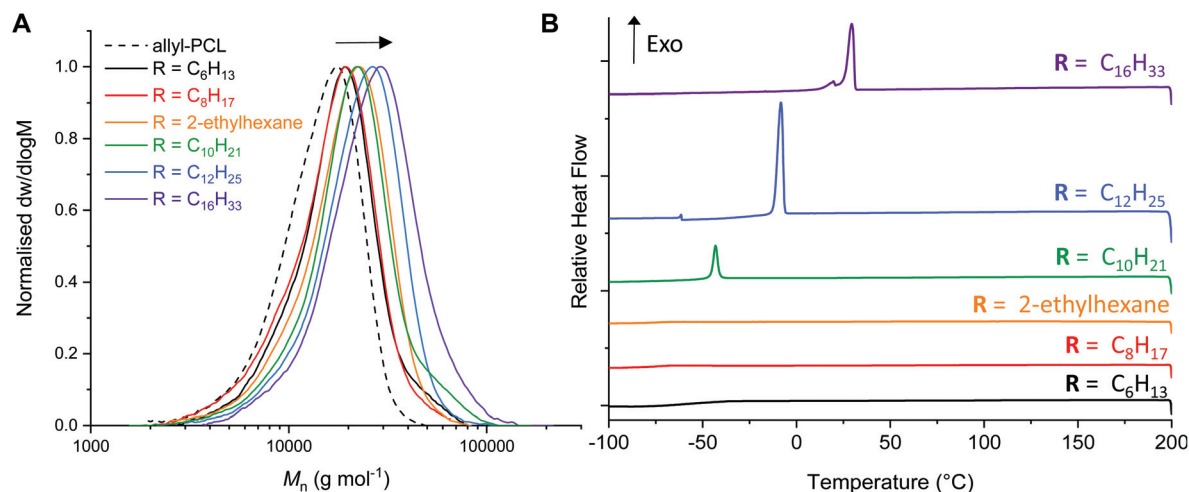 A
allyl-PCL
R = C₆H₁₃
R = C₈H₁₇
R = 2-ethylhexane
R = C₁₀H₂₁
R = C₁₂H₂₅
R = C₁₆H₃₃
1.0
0.8
0.6
0.4
0.2
0.0
Normalised dw/dlogM
1000
10000
100000
Mₙ (g mol⁻¹)
B
Exo
R = C₁₆H₃₃
R = C₁₂H₂₅
R = C₁₀H₂₁
R = 2-ethylhexane
R = C₈H₁₇
R = C₆H₁₃
Relative Heat Flow
-100
-50
0
50
100
150
200
Temperature (°C)